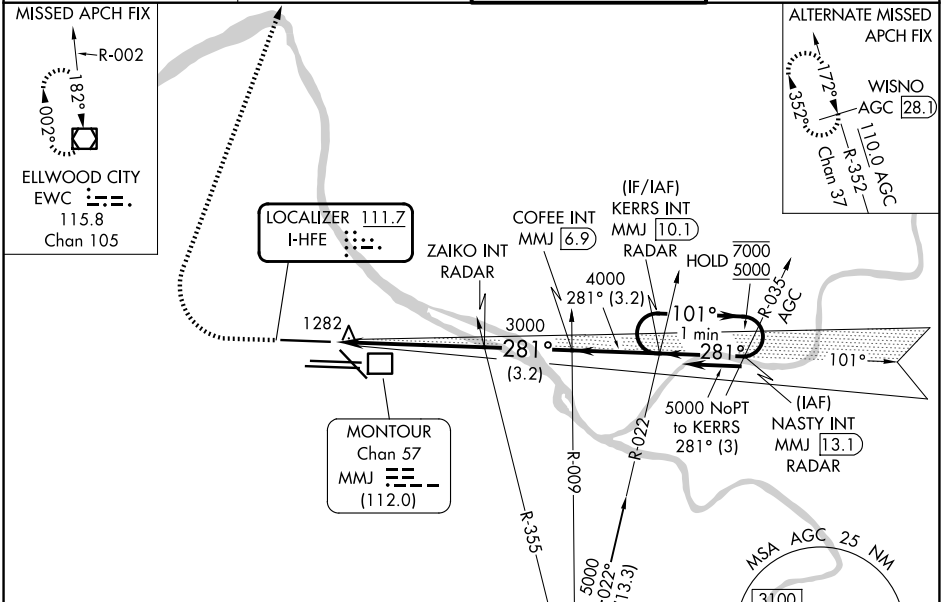 MISSED APCH FIX
R-002
182°
002°
ELLWOOD CITY
EWC
115.8
Chan 105
ALTERNATE MISSED
APCH FIX
172°
352°
WISNO
AGC 28.1
110.0 AGC
R-352
Chan 37
LOCALIZER 111.7
I-HFE
ZAIKO INT
RADAR
COFEE INT
MMJ 6.9
(IF/IAF)
KERRS INT
MMJ 10.1
RADAR
4000
281° (3.2)
HOLD
7000
5000
R-035
AGC
101°
1 min
281°
101°
1282
3000
281°
(3.2)
5000 NoPT
to KERRS
281° (3)
(IAF)
NASTY INT
MMJ 13.1
RADAR
MONTOUR
Chan 57
MMJ
(112.0)
R-355
R-009
R-022
5000
022°
(13.3)
MSA AGC 25 NM
3100